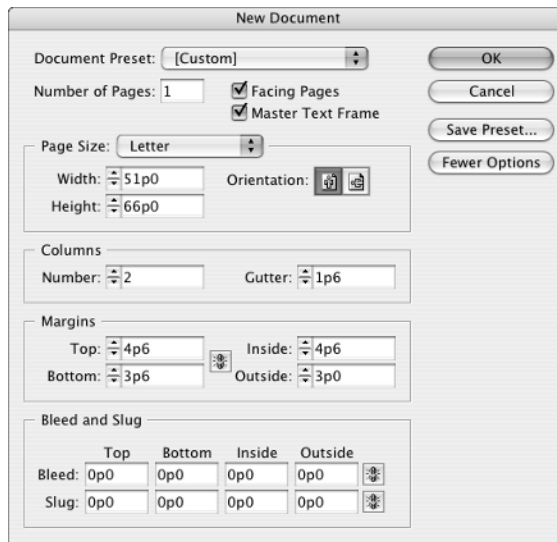 New Document
Document Preset: [Custom]
OK
Number of Pages: 1
Facing Pages
Cancel
Master Text Frame
Save Preset...
Page Size: Letter
Fewer Options
Width: 51p0
Orientation:
Height: 66p0
Columns
Number: 2
Gutter: 1p6
Margins
Top: 4p6
Inside: 4p6
Bottom: 3p6
Outside: 3p0
Bleed and Slug
Top Bottom Inside Outside
Bleed: 0p0 0p0 0p0 0p0
Slug: 0p0 0p0 0p0 0p0